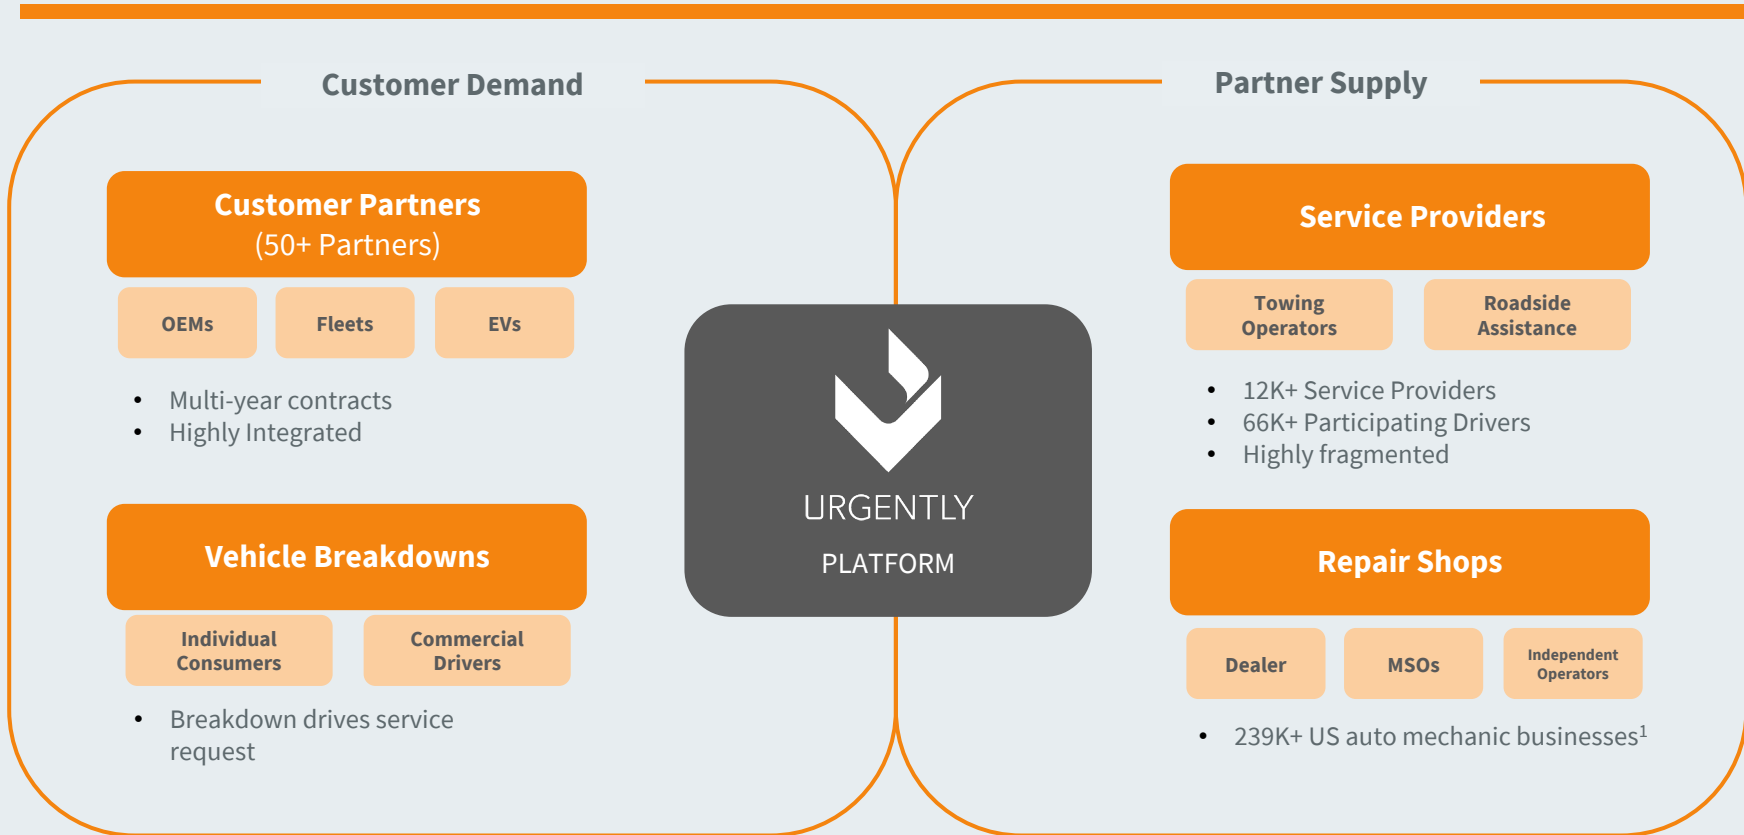 Customer Demand
Customer Partners
(50+ Partners)
OEMs
Fleets
EVs
• Multi-year contracts
• Highly Integrated
Vehicle Breakdowns
Individual
Consumers
Commercial
Drivers
• Breakdown drives service
request
URGENTLY
PLATFORM
Partner Supply
Service Providers
Towing
Operators
Roadside
Assistance
• 12K+ Service Providers
• 66K+ Participating Drivers
• Highly fragmented
Repair Shops
Dealer
MSOs
Independent
Operators
• 239K+ US auto mechanic businesses¹